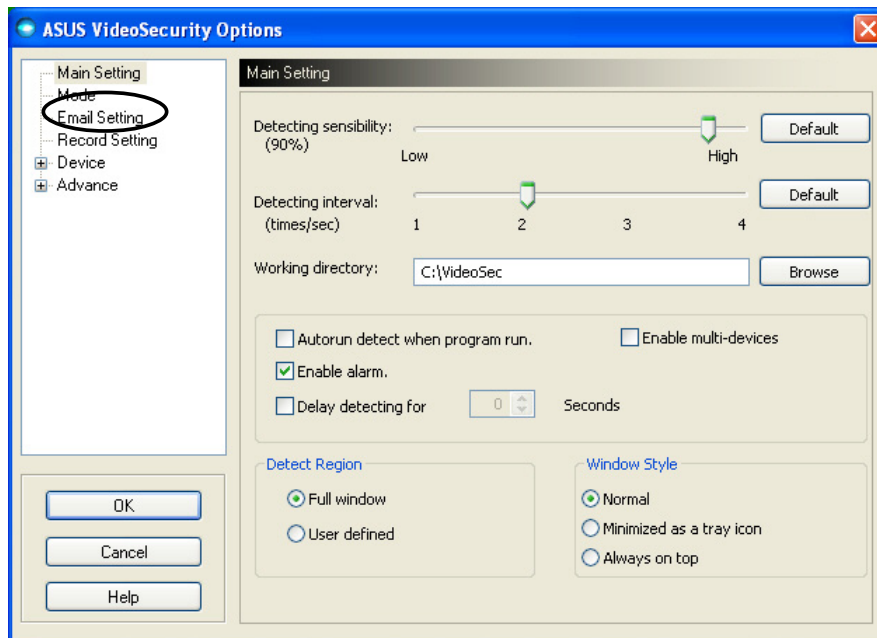 ASUS VideoSecurity Options
Main Setting
Mode
Email Setting
Record Setting
Device
Advance
OK
Cancel
Help
Main Setting
Detecting sensibility:
(90%)
Low
High
Default
Detecting interval:
(times/sec)
1 2 3 4
Default
Working directory:
C:\VideoSec
Browse
Autorun detect when program run.
Enable multi-devices
Enable alarm.
Delay detecting for 0 Seconds
Detect Region
Full window
User defined
Window Style
Normal
Minimized as a tray icon
Always on top